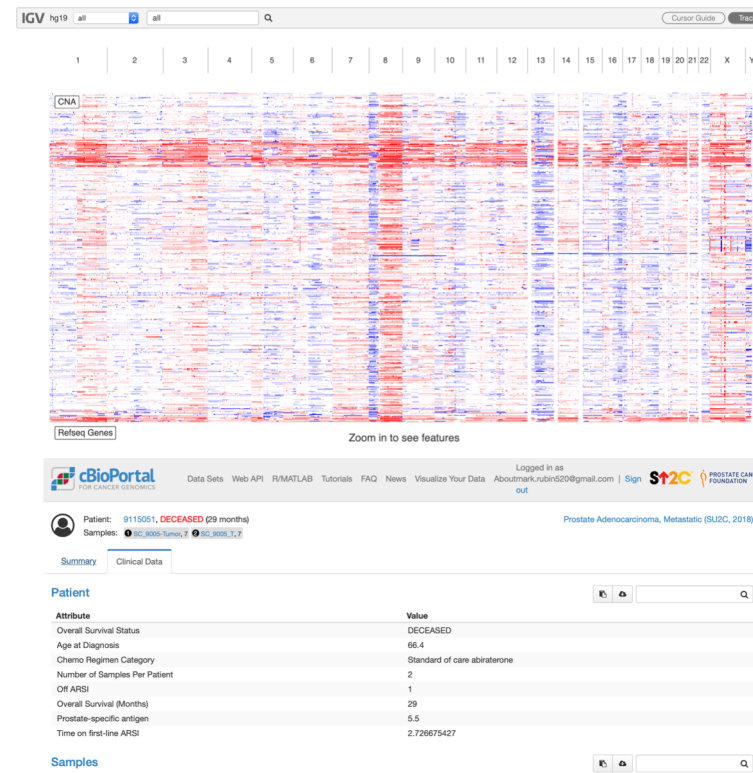 IGV hg19 all all Cursor Guide Trac
1 2 3 4 5 6 7 8 9 10 11 12 13 14 15 16 17 18 19 20 21 22 X Y
CNA
Refseq Genes
Zoom in to see features
cBioPortal
FOR CANCER GENOMICS
Data Sets Web API R/MATLAB Tutorials FAQ News Visualize Your Data
Logged in as
Aboutmark.rubin520@gmail.com | Sign
out
SU2C
PROSTATE CAN
FOUNDATION
Patient: 9115051, DECEASED (29 months)
Prostate Adenocarcinoma, Metastatic (SU2C, 2018)
Samples: 1 SC_9005-Tumor, 7 2 SC_9005_T, 7
Summary Clinical Data
Patient
Attribute Value
Overall Survival Status DECEASED
Age at Diagnosis 66.4
Chemo Regimen Category Standard of care abiraterone
Number of Samples Per Patient 2
Off ARSI 1
Overall Survival (Months) 29
Prostate-specific antigen 5.5
Time on first-line ARSI 2.726675427
Samples